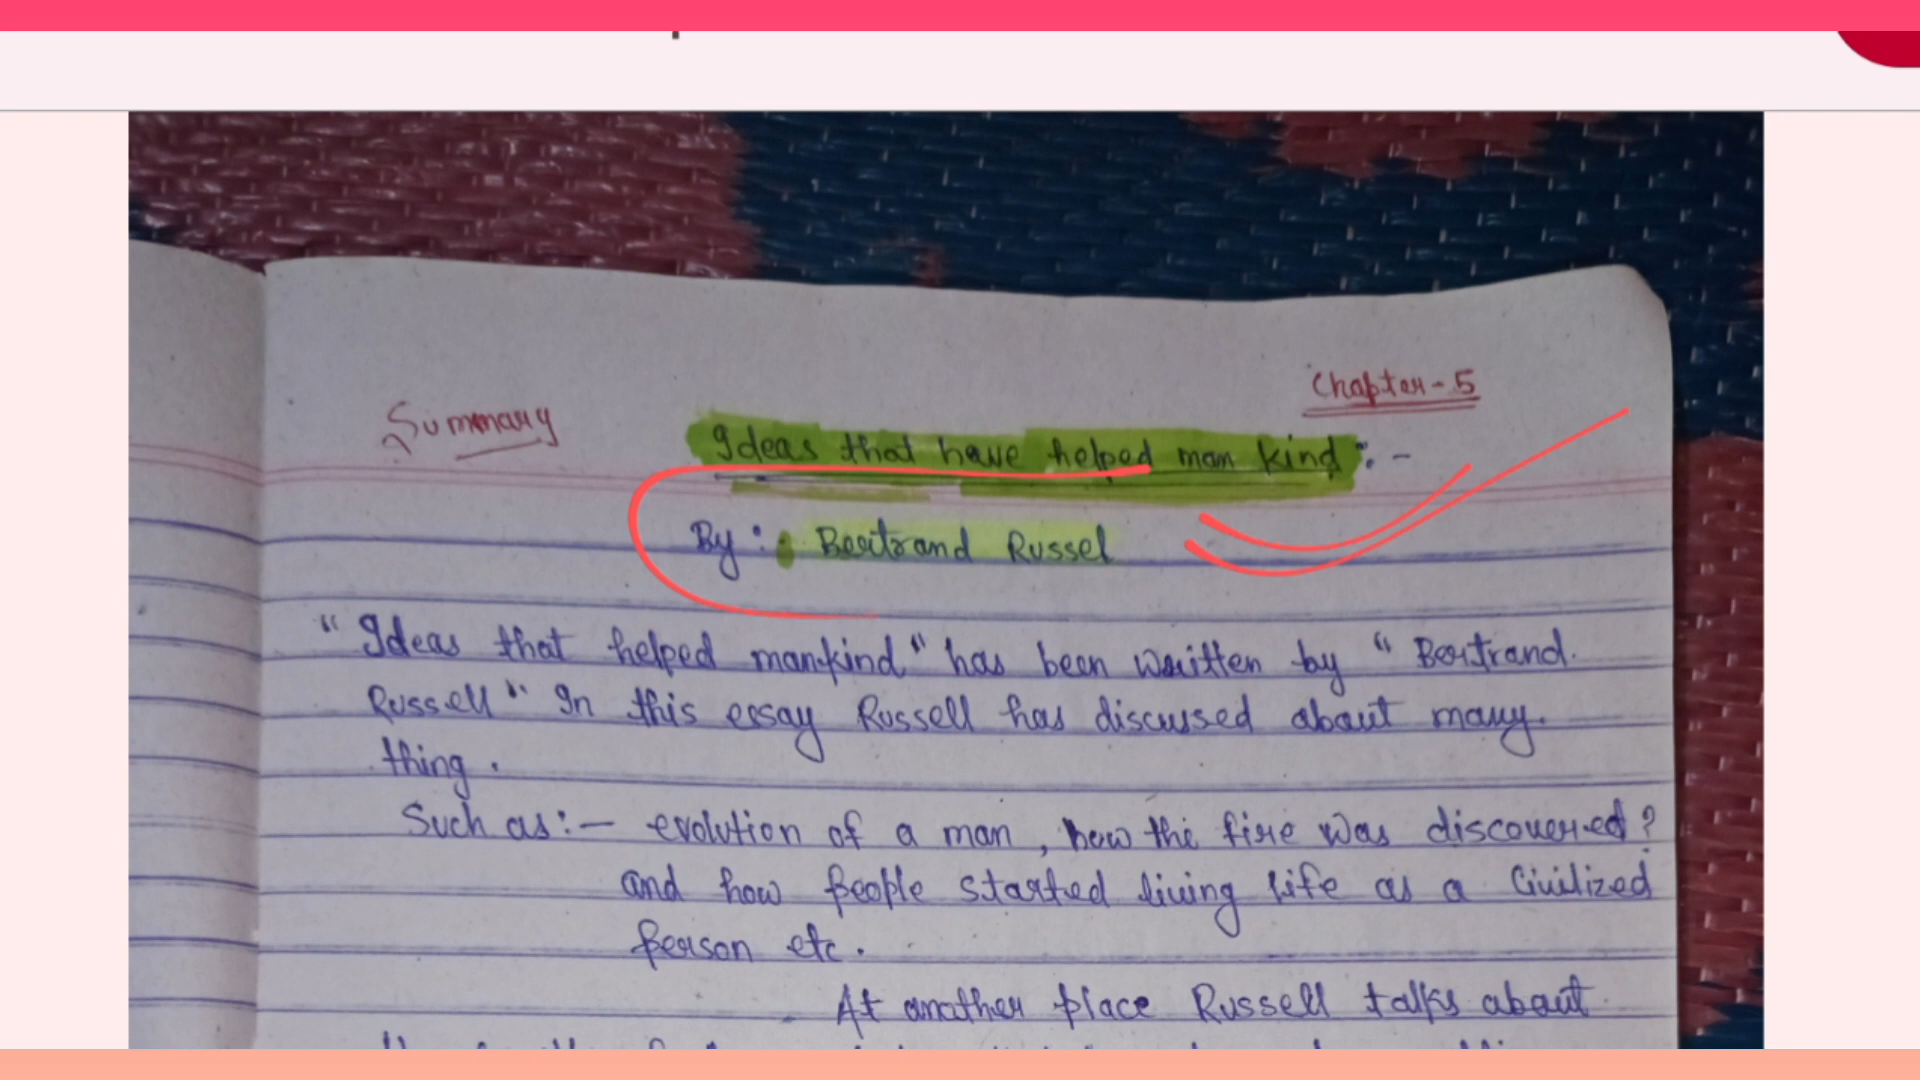 Chapter - 5
Summary
Ideas that have helped man kind : -
By : Bertrand Russel
" Ideas that helped mankind " has been written by " Bertrand.
Russell " In this essay Russell has discussed about many.
thing .
Such as : - evolution of a man , how the fire was discovered ?
and how people started living life as a Civilized
person etc .
At another place Russell talks about